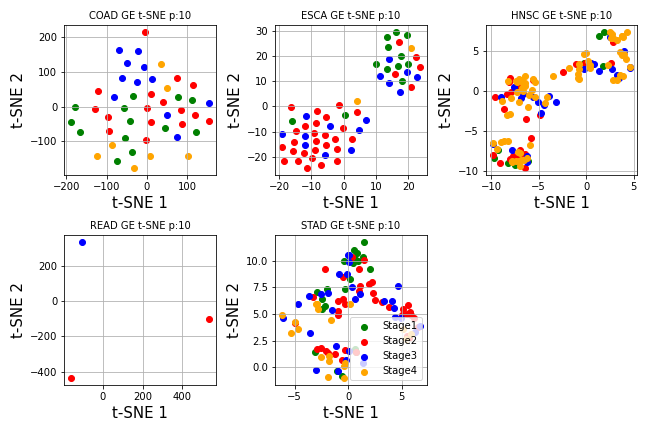 COAD GE t-SNE p:10
200
100
0
−100
t-SNE 2
−200
−100
0
100
t-SNE 1
ESCA GE t-SNE p:10
30
20
10
0
−10
−20
t-SNE 2
−20
−10
0
10
20
t-SNE 1
HNSC GE t-SNE p:10
5
0
−5
−10
t-SNE 2
−10
−5
0
5
t-SNE 1
READ GE t-SNE p:10
200
0
−200
−400
t-SNE 2
0
200
400
t-SNE 1
STAD GE t-SNE p:10
10.0
7.5
5.0
2.5
0.0
t-SNE 2
−5
0
5
t-SNE 1
Stage1
Stage2
Stage3
Stage4